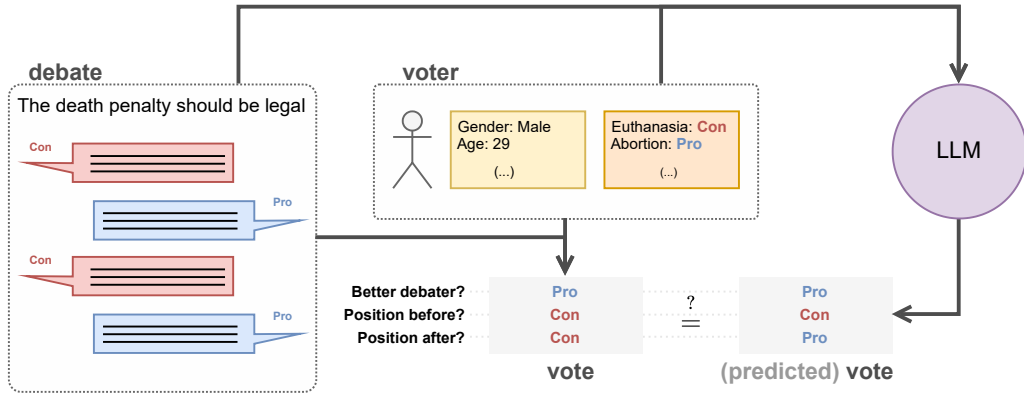 debate
The death penalty should be legal
Con
Pro
Con
Pro
voter
Gender: Male
Age: 29
(...)
Euthanasia: Con
Abortion: Pro
(...)
LLM
Better debater?
Position before?
Position after?
Pro
Con
Con
vote
?
=
Pro
Con
Pro
(predicted) vote